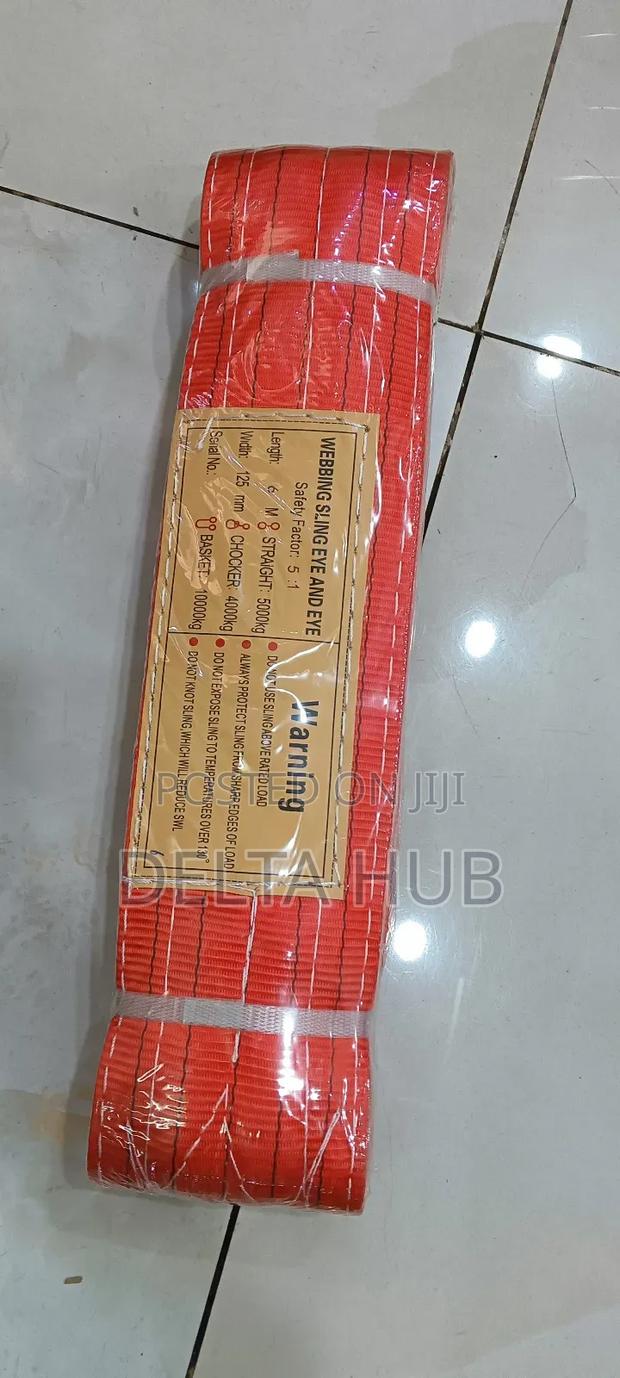 WEBBING SLING EYE AND EYE
Safety Factor: 5 :1
Length: 6 M STRAIGHT: 5000kg
Width: 125 mm CHOCKER: 4000kg
Serial No.: BASKET: 10000kg
Warning
DO NOT USE SLING ABOVE RATED LOAD
ALWAYS PROTECT SLING FROM SHARP EDGES OF LOAD
DO NOT EXPOSE SLING TO TEMPERATURES OVER 130°
DO NOT KNOT SLING, WHICH WILL REDUCE SWL
POSTED ON JIJI
DELTA HUB